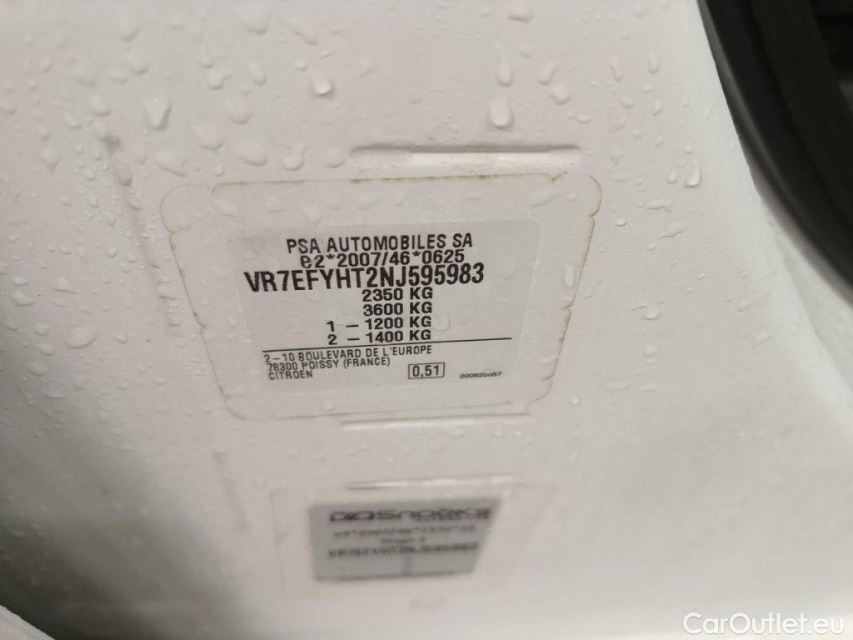 PSA AUTOMOBILES SA
e2*2007/46*0625
VR7EFYHT2NJ595983
2350 KG
3600 KG
1 - 1200 KG
2 - 1400 KG
2-10 BOULEVARD DE L'EUROPE
78300 POISSY (FRANCE)
CITROEN
0,51
Snoeks
CarOutlet.eu